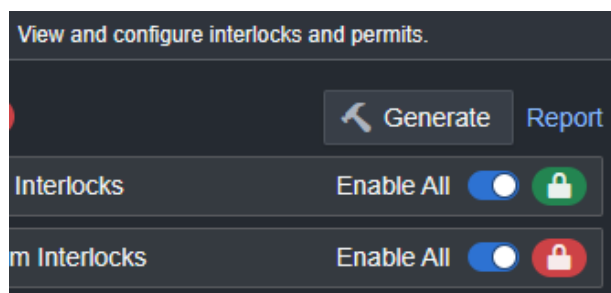 View and configure interlocks and permits.
Generate Report
Interlocks Enable All
m Interlocks Enable All